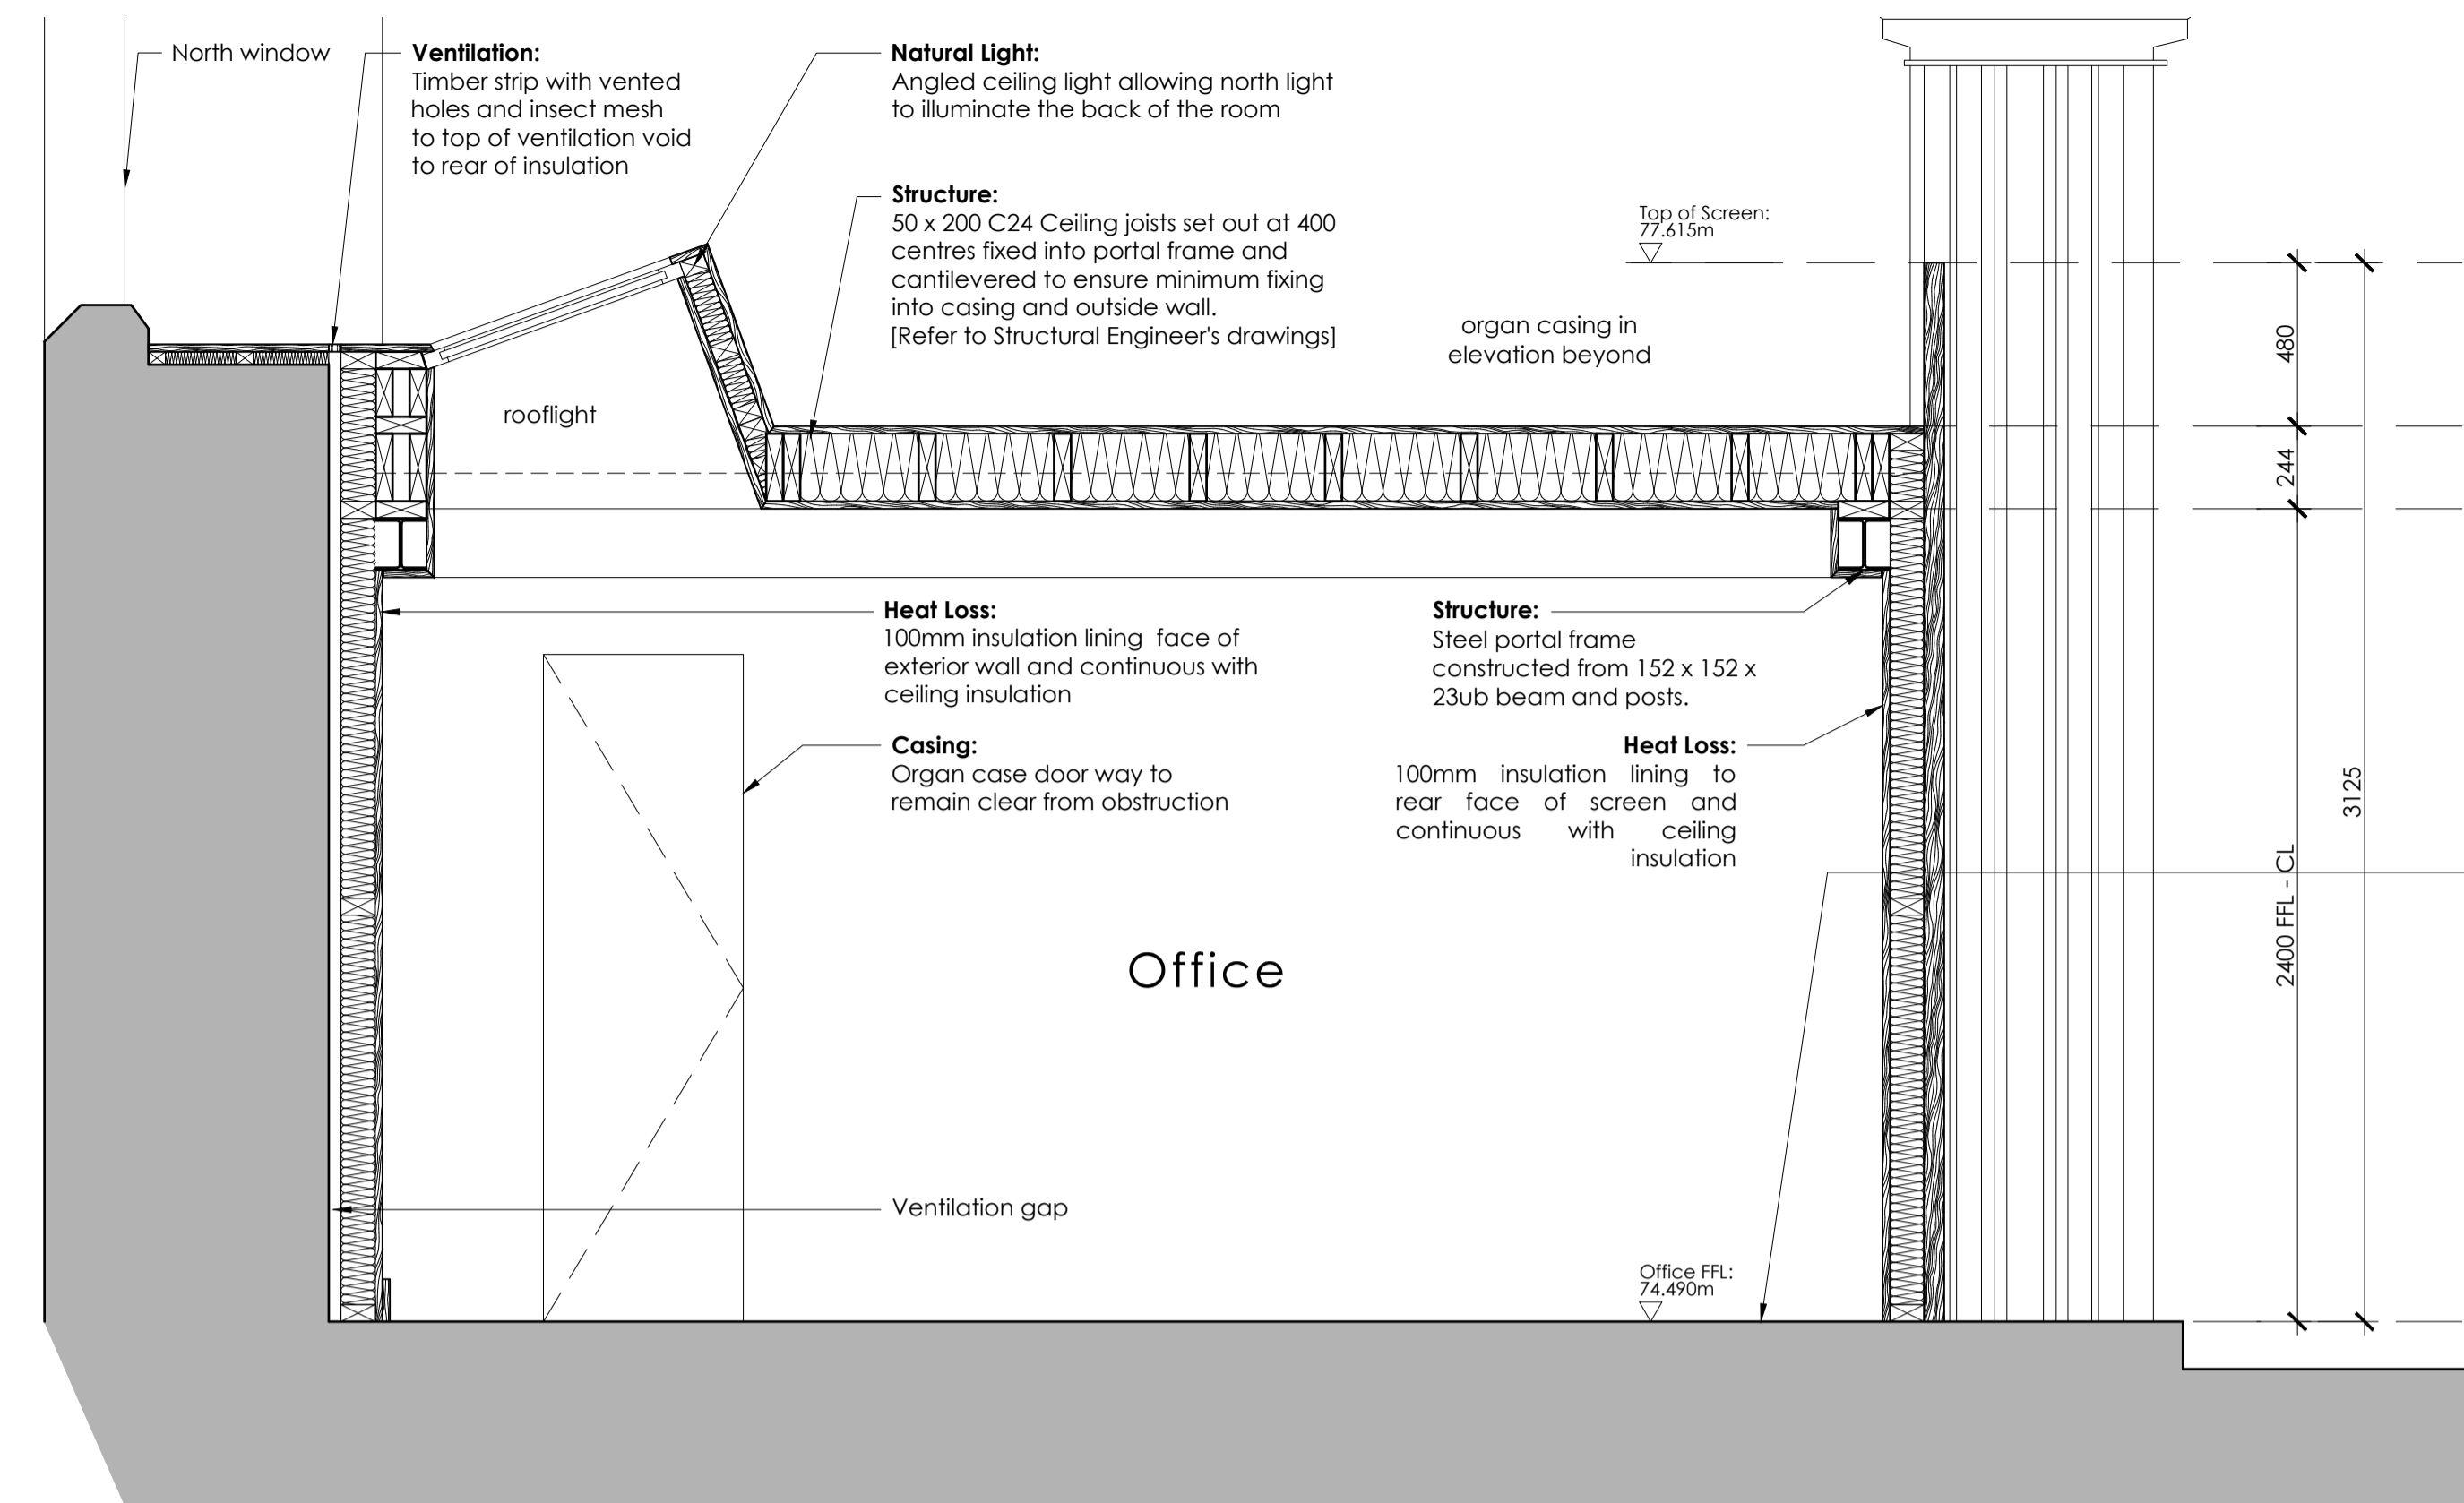 North window
Ventilation:
Timber strip with vented
holes and insect mesh
to top of ventilation void
to rear of insulation
Natural Light:
Angled ceiling light allowing north light
to illuminate the back of the room
Structure:
50 x 200 C24 Ceiling joists set out at 400
centres fixed into portal frame and
cantilevered to ensure minimum fixing
into casing and outside wall.
[Refer to Structural Engineer's drawings]
Top of Screen:
77.615m
organ casing in
elevation beyond
rooflight
480
244
3125
2400 FFL - CL
Heat Loss:
100mm insulation lining face of
exterior wall and continuous with
ceiling insulation
Structure:
Steel portal frame
constructed from 152 x 152 x
23ub beam and posts.
Casing:
Organ case door way to
remain clear from obstruction
Heat Loss:
100mm insulation lining to
rear face of screen and
continuous with ceiling
insulation
Office
Ventilation gap
Office FFL:
74.490m